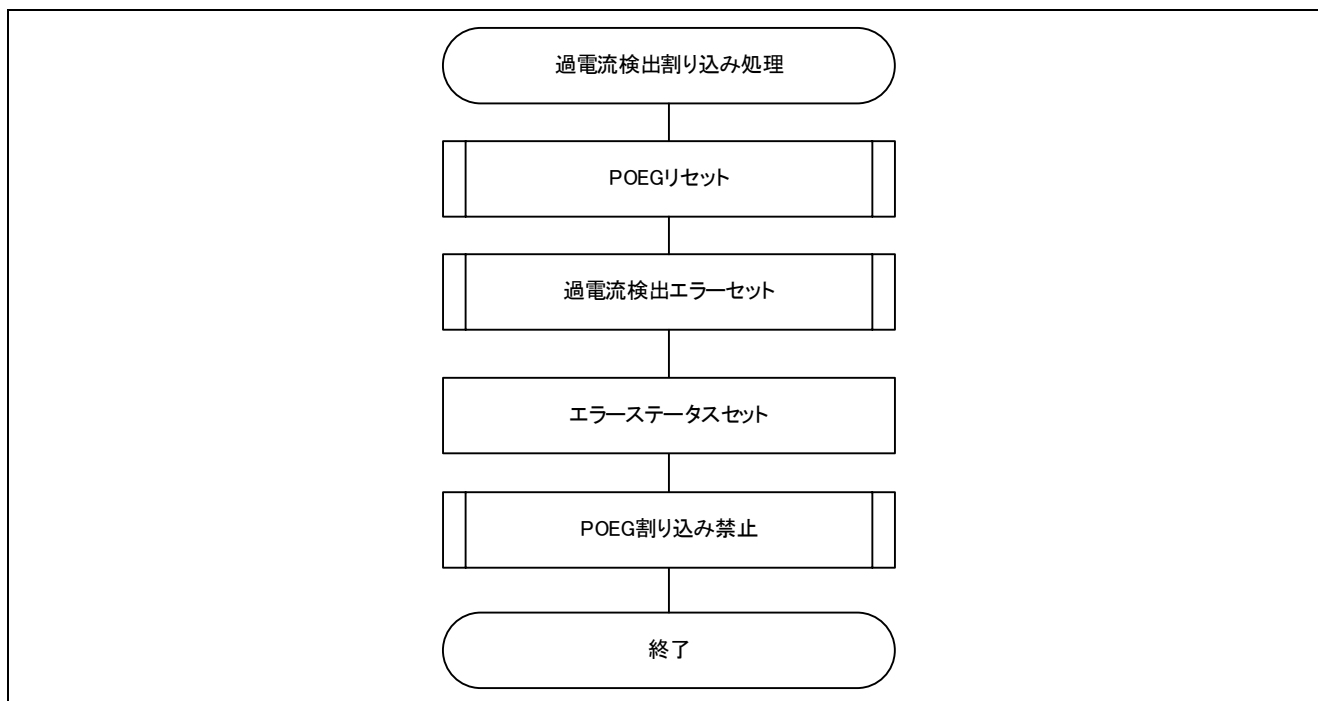 過電流検出割り込み処理
POEGリセット
過電流検出エラーセット
エラーステータスセット
POEG割り込み禁止
終了